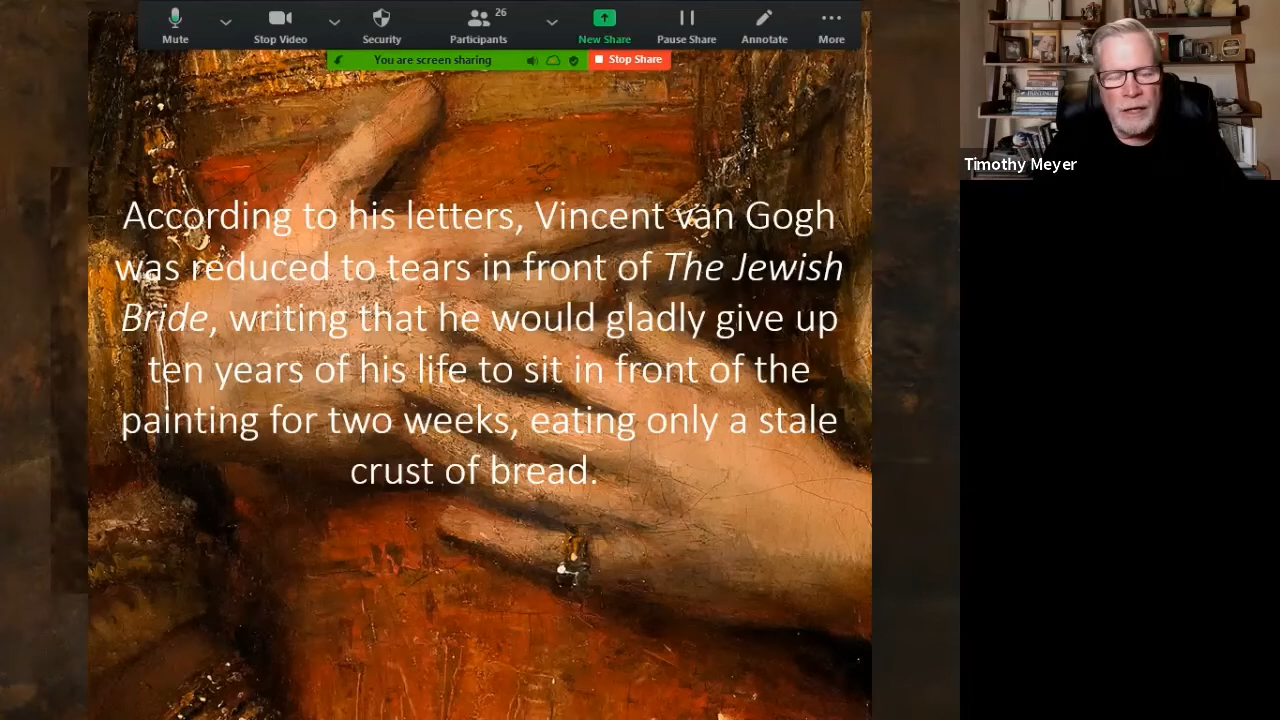 26
Mute
Stop Video
Security
Participants
New Share
Pause Share
Annotate
More
You are screen sharing
Stop Share
According to his letters, Vincent van Gogh
was reduced to tears in front of The Jewish
Bride, writing that he would gladly give up
ten years of his life to sit in front of the
painting for two weeks, eating only a stale
crust of bread.
Timothy Meyer